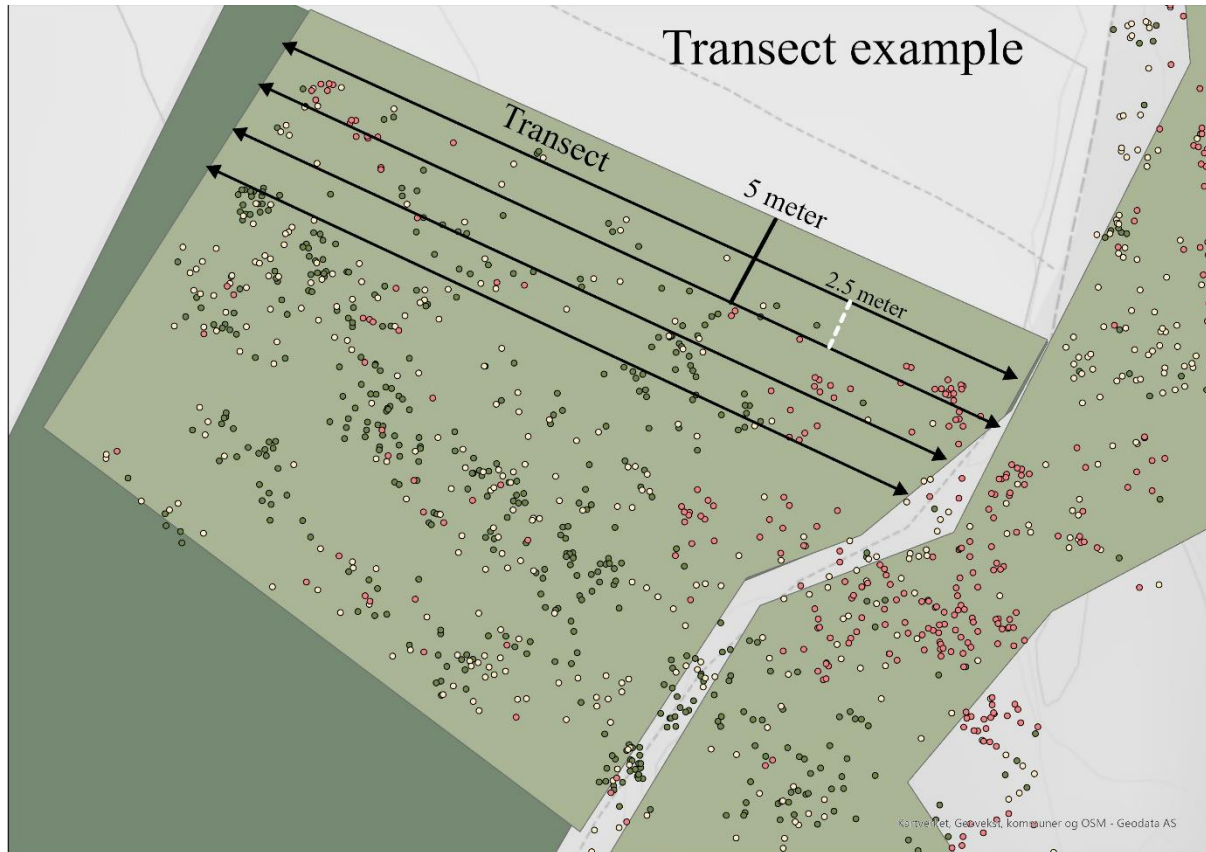 Transect example
Transect
5 meter
2.5 meter
Kartverket, Geovekst, kommuner og OSM - Geodata AS